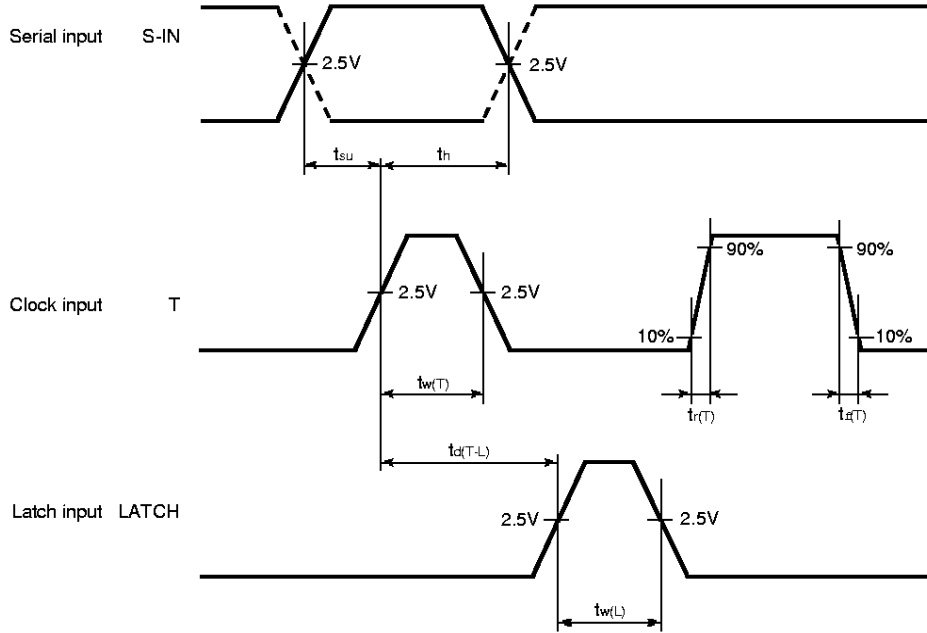 Serial input S-IN
2.5V 2.5V
tsu th
90% 90%
Clock input T 2.5V 2.5V
10% 10%
tw(T)
tr(T) tf(T)
td(T-L)
Latch input LATCH 2.5V 2.5V
tw(L)